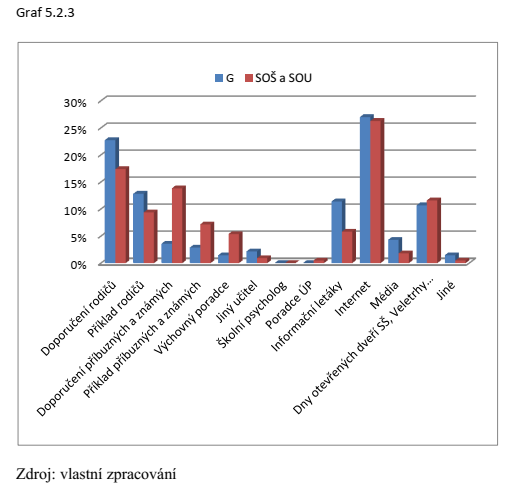 Graf 5.2.3
G SOŠ a SOU
30%
25%
20%
15%
10%
5%
0%
Doporučení rodičů
Příklad rodičů
Doporučení příbuzných a známých
Příklad příbuzných a známých
Výchovný poradce
Jiný učitel
Školní psycholog
Poradce ÚP
Informační letáky
Internet
Média
Dny otevřených dveří SŠ, Veletrhy...
Jiné
Zdroj: vlastní zpracování